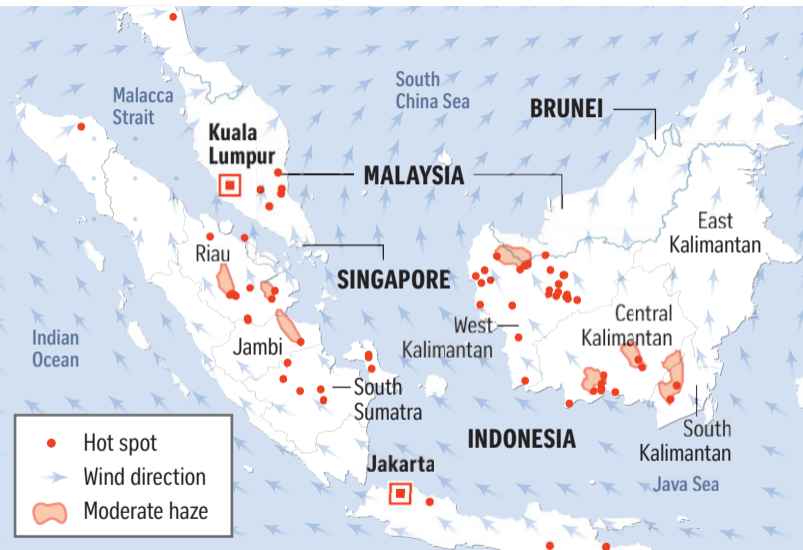 South
China Sea
Malacca
Strait
BRUNEI
Kuala
Lumpur
MALAYSIA
East
Kalimantan
Riau
SINGAPORE
Central
Kalimantan
West
Kalimantan
Indian
Ocean
Jambi
South
Sumatra
South
Kalimantan
INDONESIA
Jakarta
Java Sea
Hot spot
Wind direction
Moderate haze